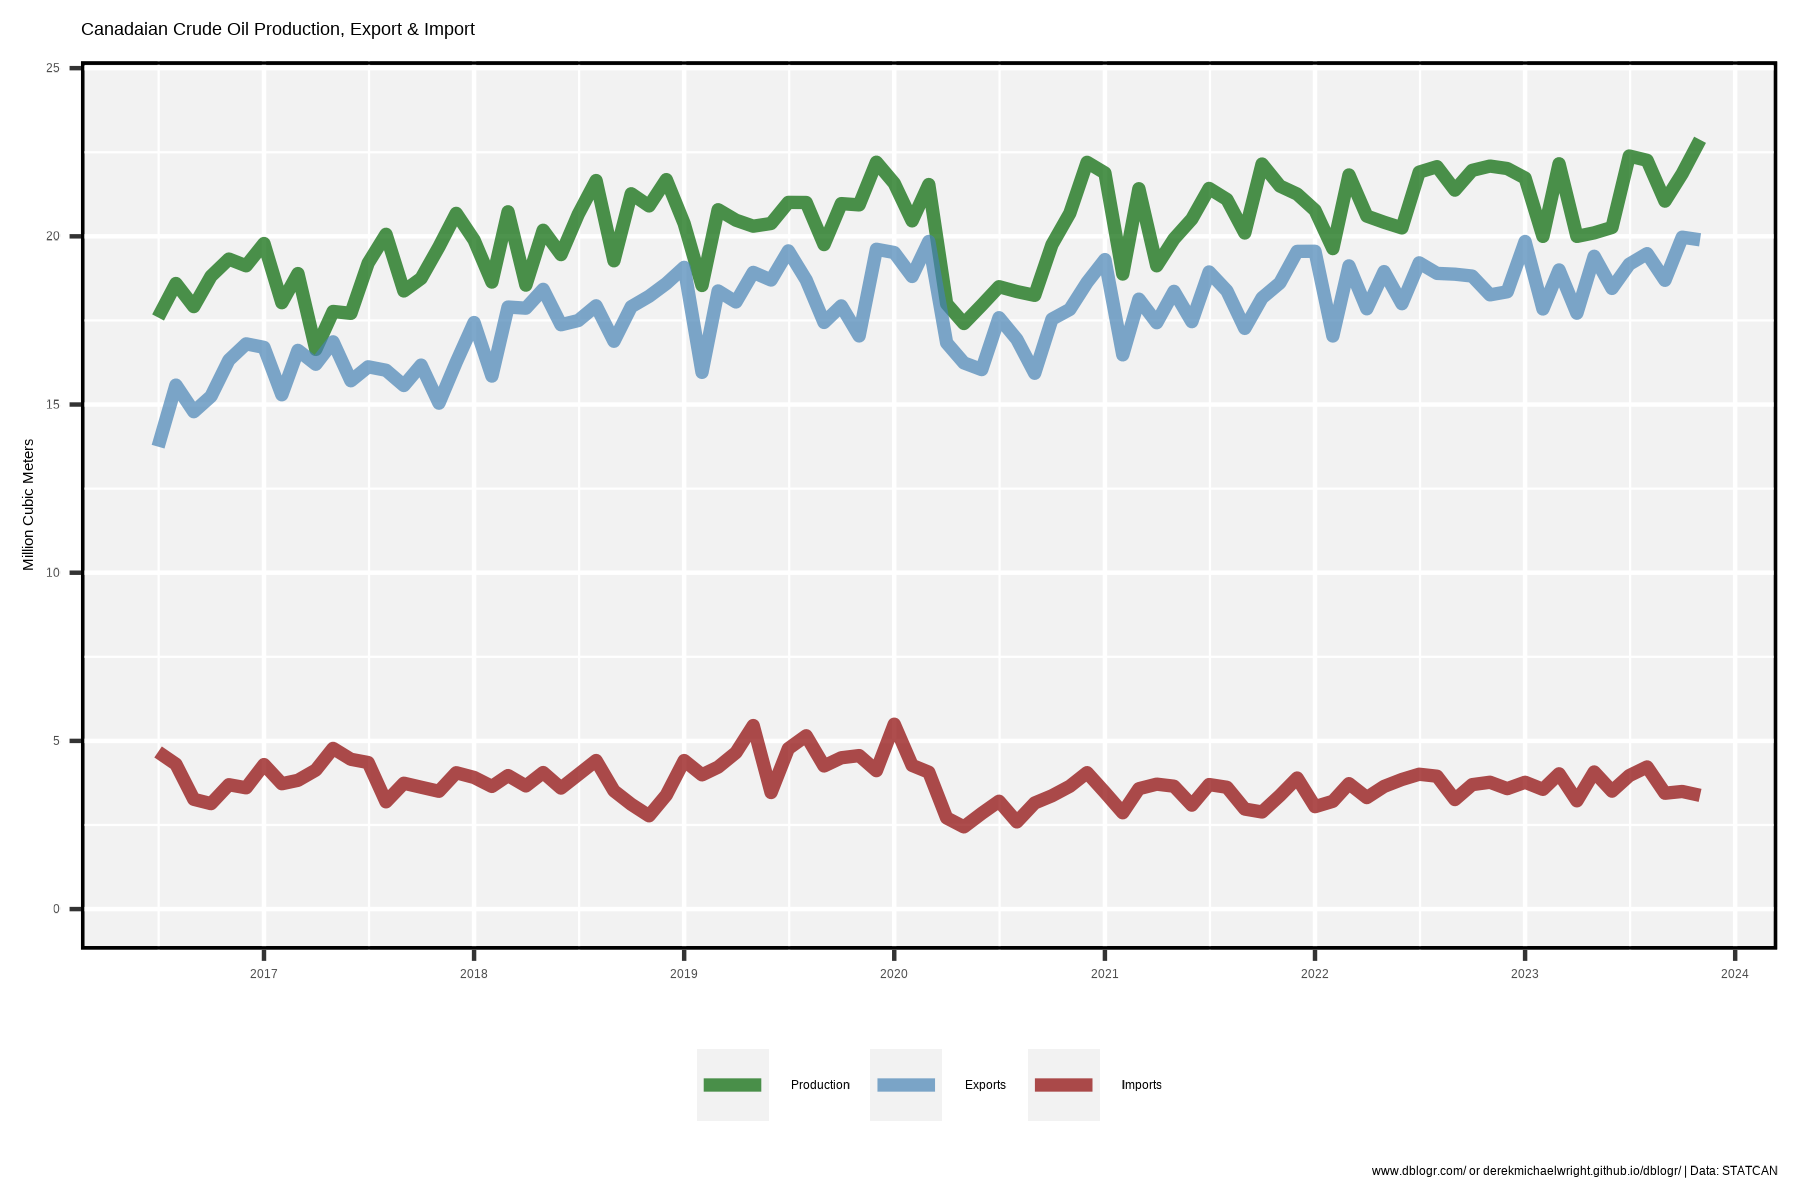 Canadaian Crude Oil Production, Export & Import
25
20
15
10
5
0
Million Cubic Meters
2017 2018 2019 2020 2021 2022 2023 2024
Production Exports Imports
www.dblogr.com/ or derekmichaelwright.github.io/dblogr/ | Data: STATCAN